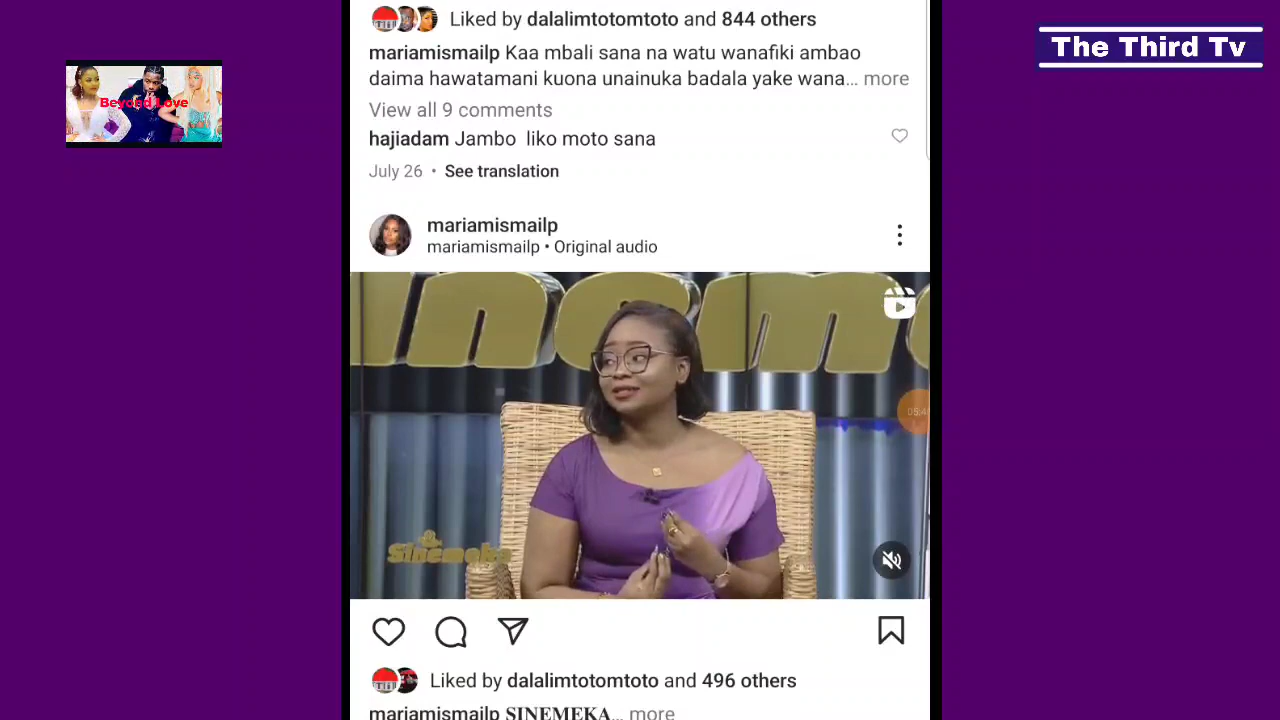 Liked by dalalimtotomtoto and 844 others
mariamismailp Kaa mbali sana na watu wanafiki ambao
daima hawatamani kuona unainuka badala yake wana... more
View all 9 comments
hajiadam Jambo liko moto sana
July 26 • See translation
mariamismailp
mariamismailp • Original audio
Sinemeka
Liked by dalalimtotomtoto and 496 others
mariamismailp SINEMEKA... more
The Third Tv
Beyond Love